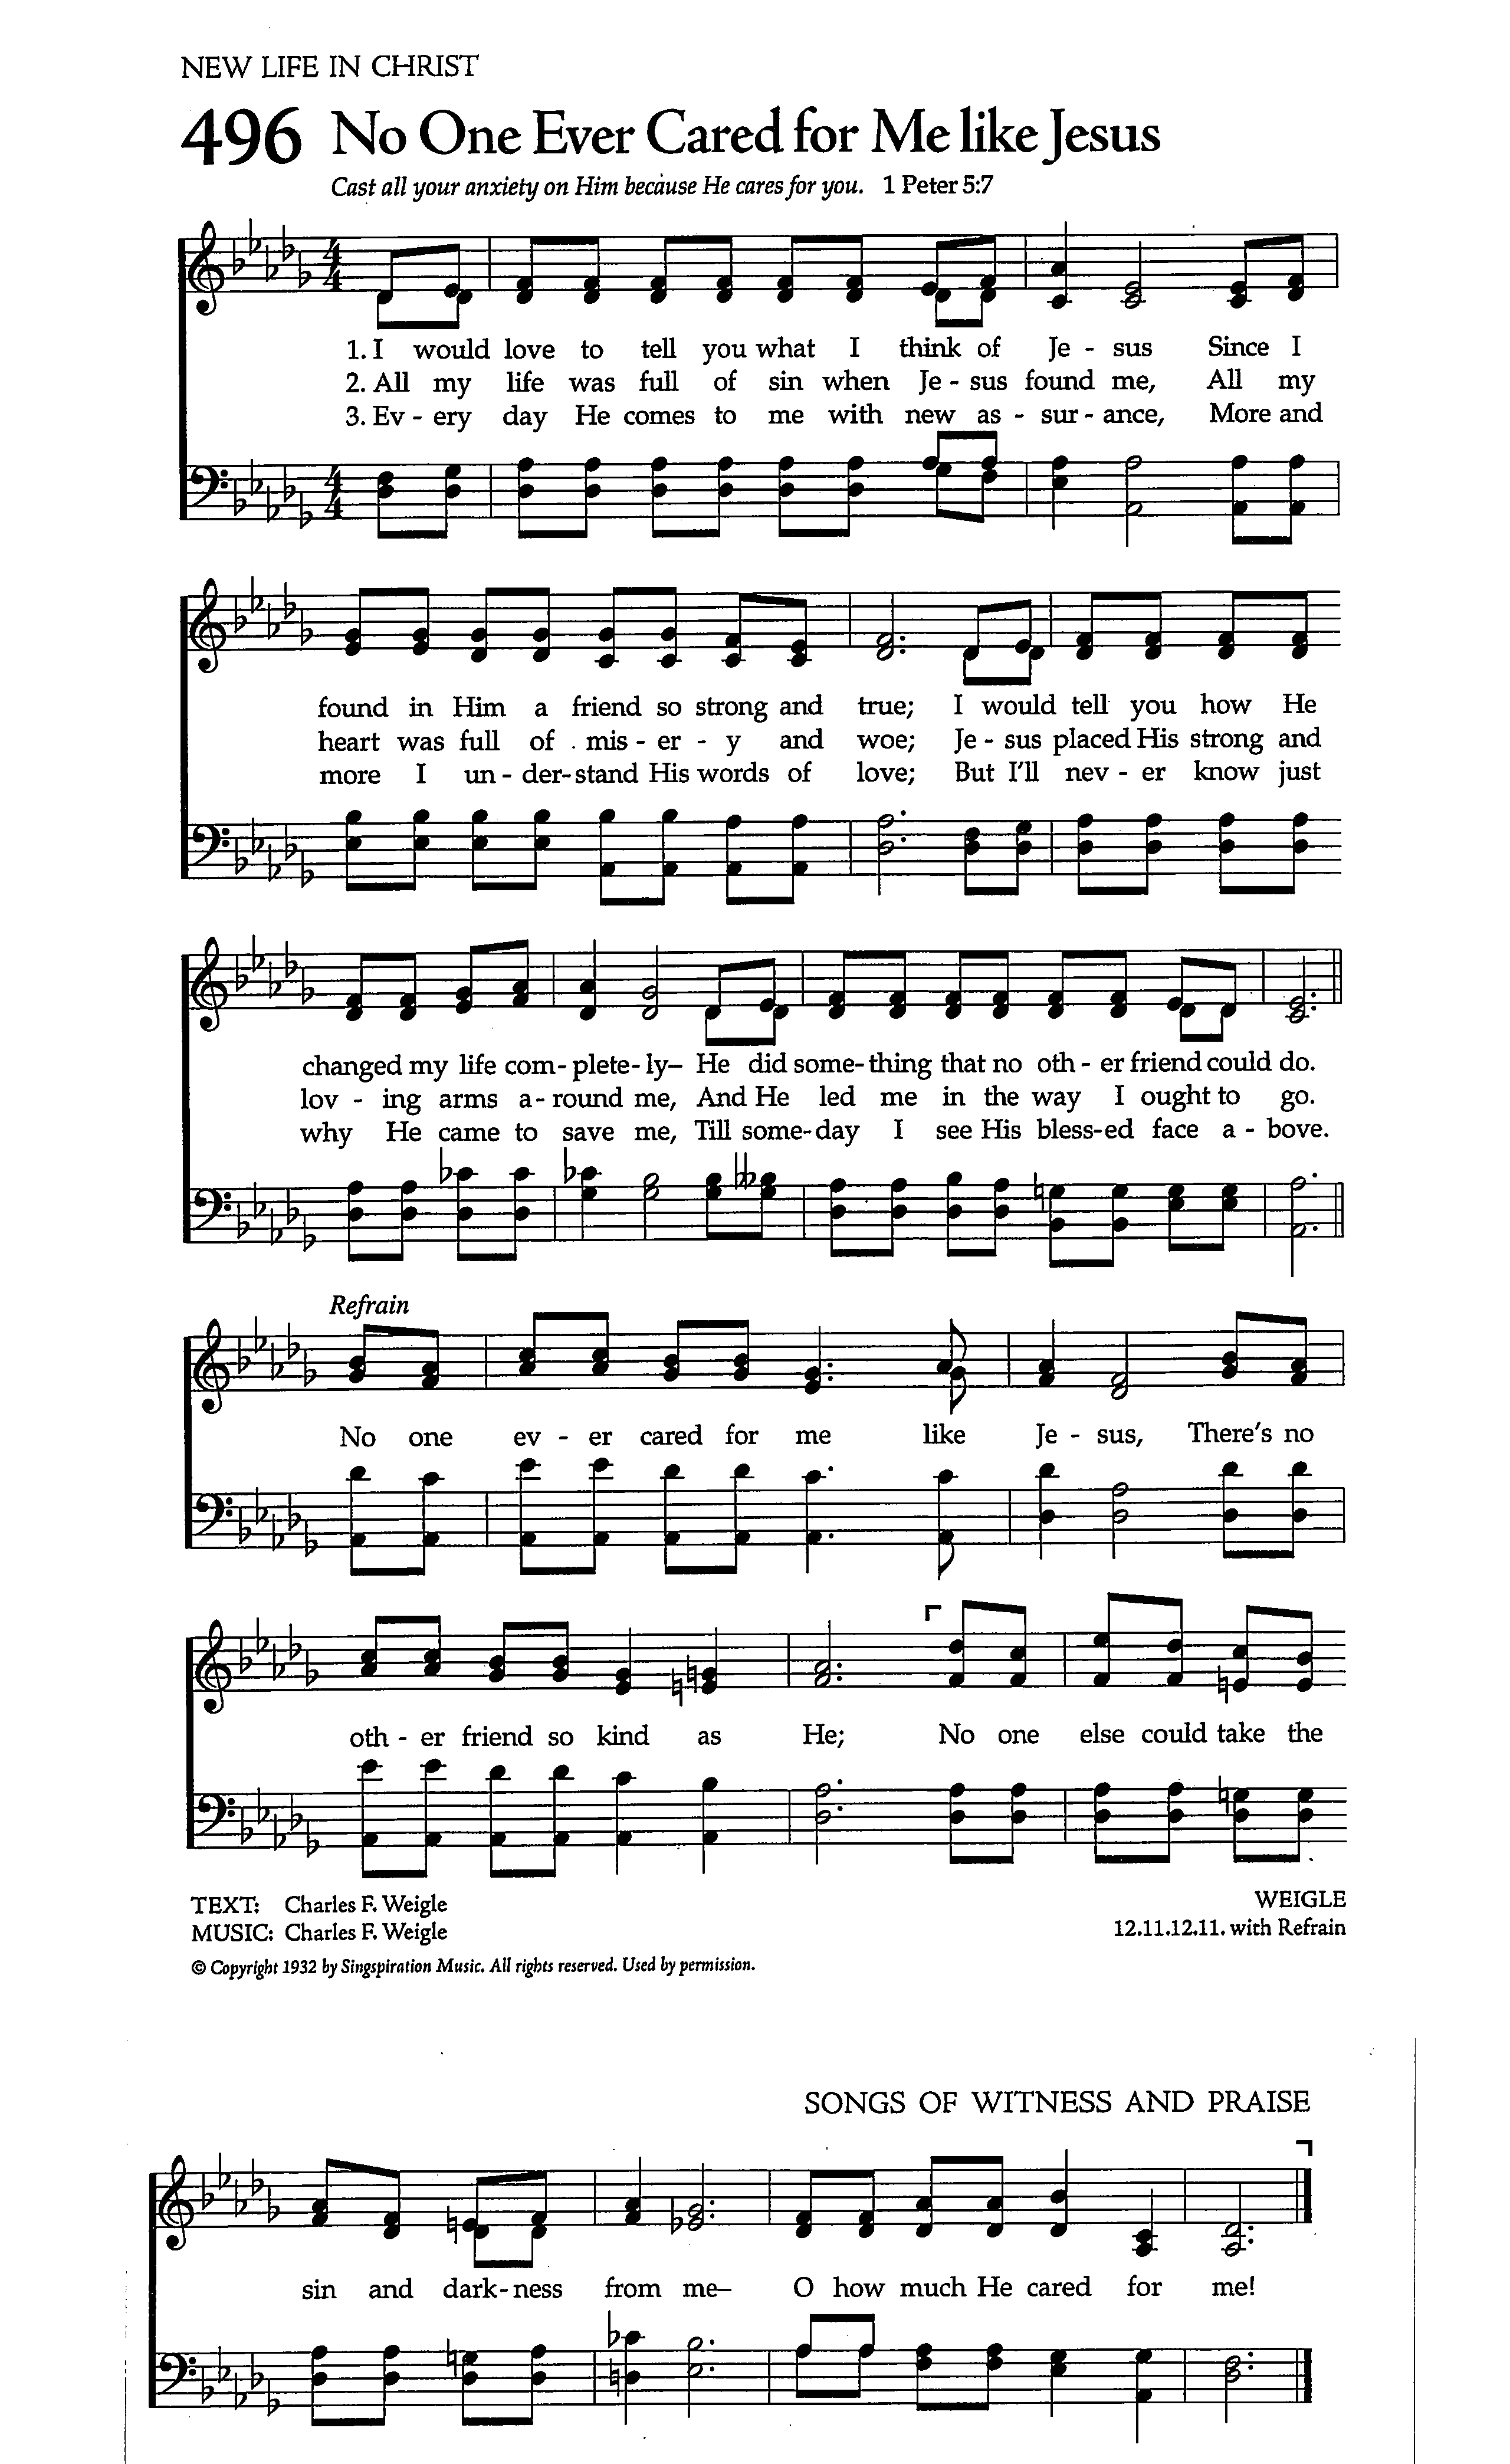 NEW LIFE IN CHRIST
496 No One Ever Cared for Me like Jesus
Cast all your anxiety on Him because He cares for you. 1 Peter 5:7
4 4
1. I would love to tell you what I think of Je - sus Since I
2. All my life was full of sin when Je - sus found me, All my
3. Ev - ery day He comes to me with new as - sur - ance, More and
4 4
found in Him a friend so strong and true; I would tell you how He
heart was full of mis - er - y and woe; Je - sus placed His strong and
more I un - der - stand His words of love; But I'll nev - er know just
changed my life com - plete - ly– He did some - thing that no oth - er friend could do.
lov - ing arms a - round me, And He led me in the way I ought to go.
why He came to save me, Till some - day I see His bless - ed face a - bove.
Refrain
No one ev - er cared for me like Je - sus, There's no
oth - er friend so kind as He; No one else could take the
TEXT: Charles F. Weigle
MUSIC: Charles F. Weigle
© Copyright 1932 by Singspiration Music. All rights reserved. Used by permission.
WEIGLE
12.11.12.11. with Refrain
SONGS OF WITNESS AND PRAISE
sin and dark - ness from me– O how much He cared for me!